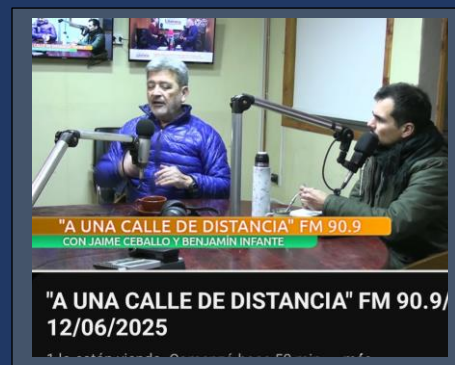 "A UNA CALLE DE DISTANCIA" FM 90.9
CON JAIME CEBALLO Y BENJAMÍN INFANTE
"A UNA CALLE DE DISTANCIA" FM 90.9/
12/06/2025